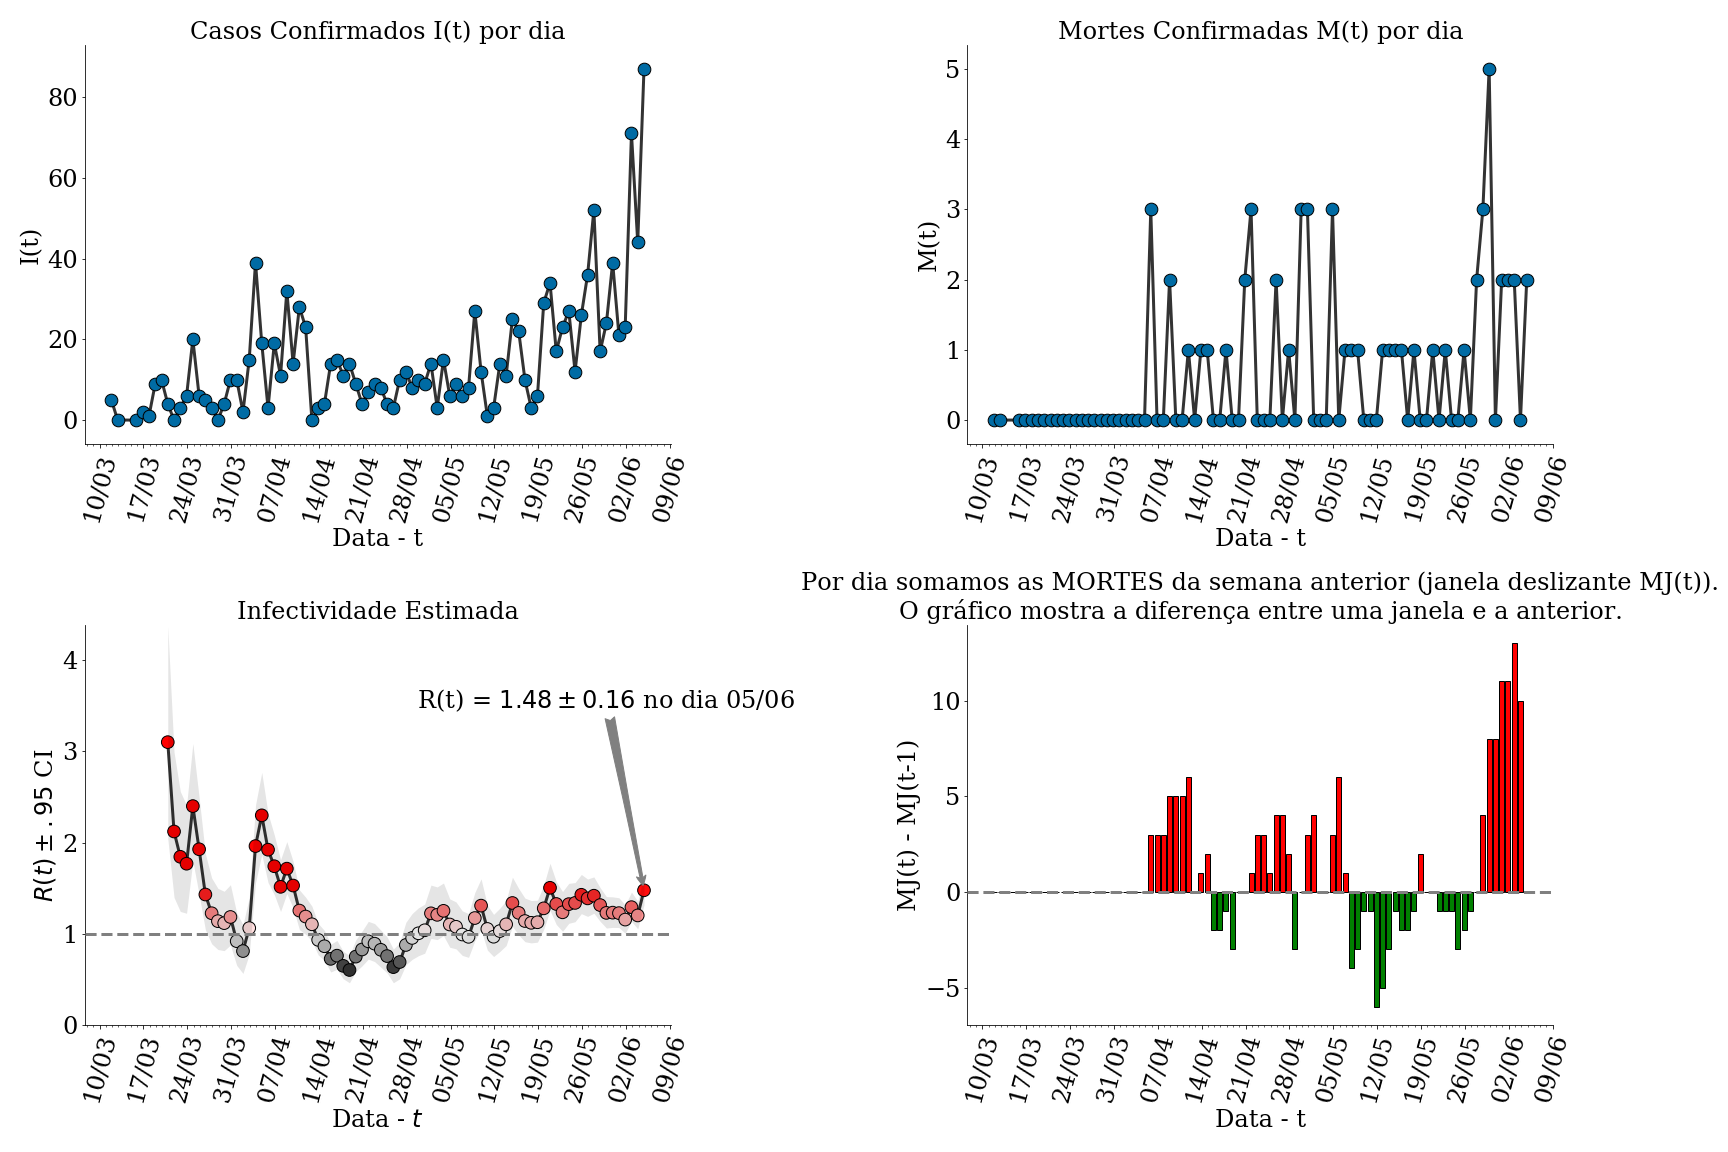 Casos Confirmados I(t) por dia
I(t)
80
60
40
20
0
10/03 17/03 24/03 31/03 07/04 14/04 21/04 28/04 05/05 12/05 19/05 26/05 02/06 09/06
Data - t
Mortes Confirmadas M(t) por dia
M(t)
5
4
3
2
1
0
10/03 17/03 24/03 31/03 07/04 14/04 21/04 28/04 05/05 12/05 19/05 26/05 02/06 09/06
Data - t
Infectividade Estimada
R(t) ± .95 CI
4
3
2
1
0
R(t) = 1.48 ± 0.16 no dia 05/06
10/03 17/03 24/03 31/03 07/04 14/04 21/04 28/04 05/05 12/05 19/05 26/05 02/06 09/06
Data - t
Por dia somamos as MORTES da semana anterior (janela deslizante MJ(t)).
O gráfico mostra a diferença entre uma janela e a anterior.
MJ(t) - MJ(t-1)
10
5
0
−5
10/03 17/03 24/03 31/03 07/04 14/04 21/04 28/04 05/05 12/05 19/05 26/05 02/06 09/06
Data - t